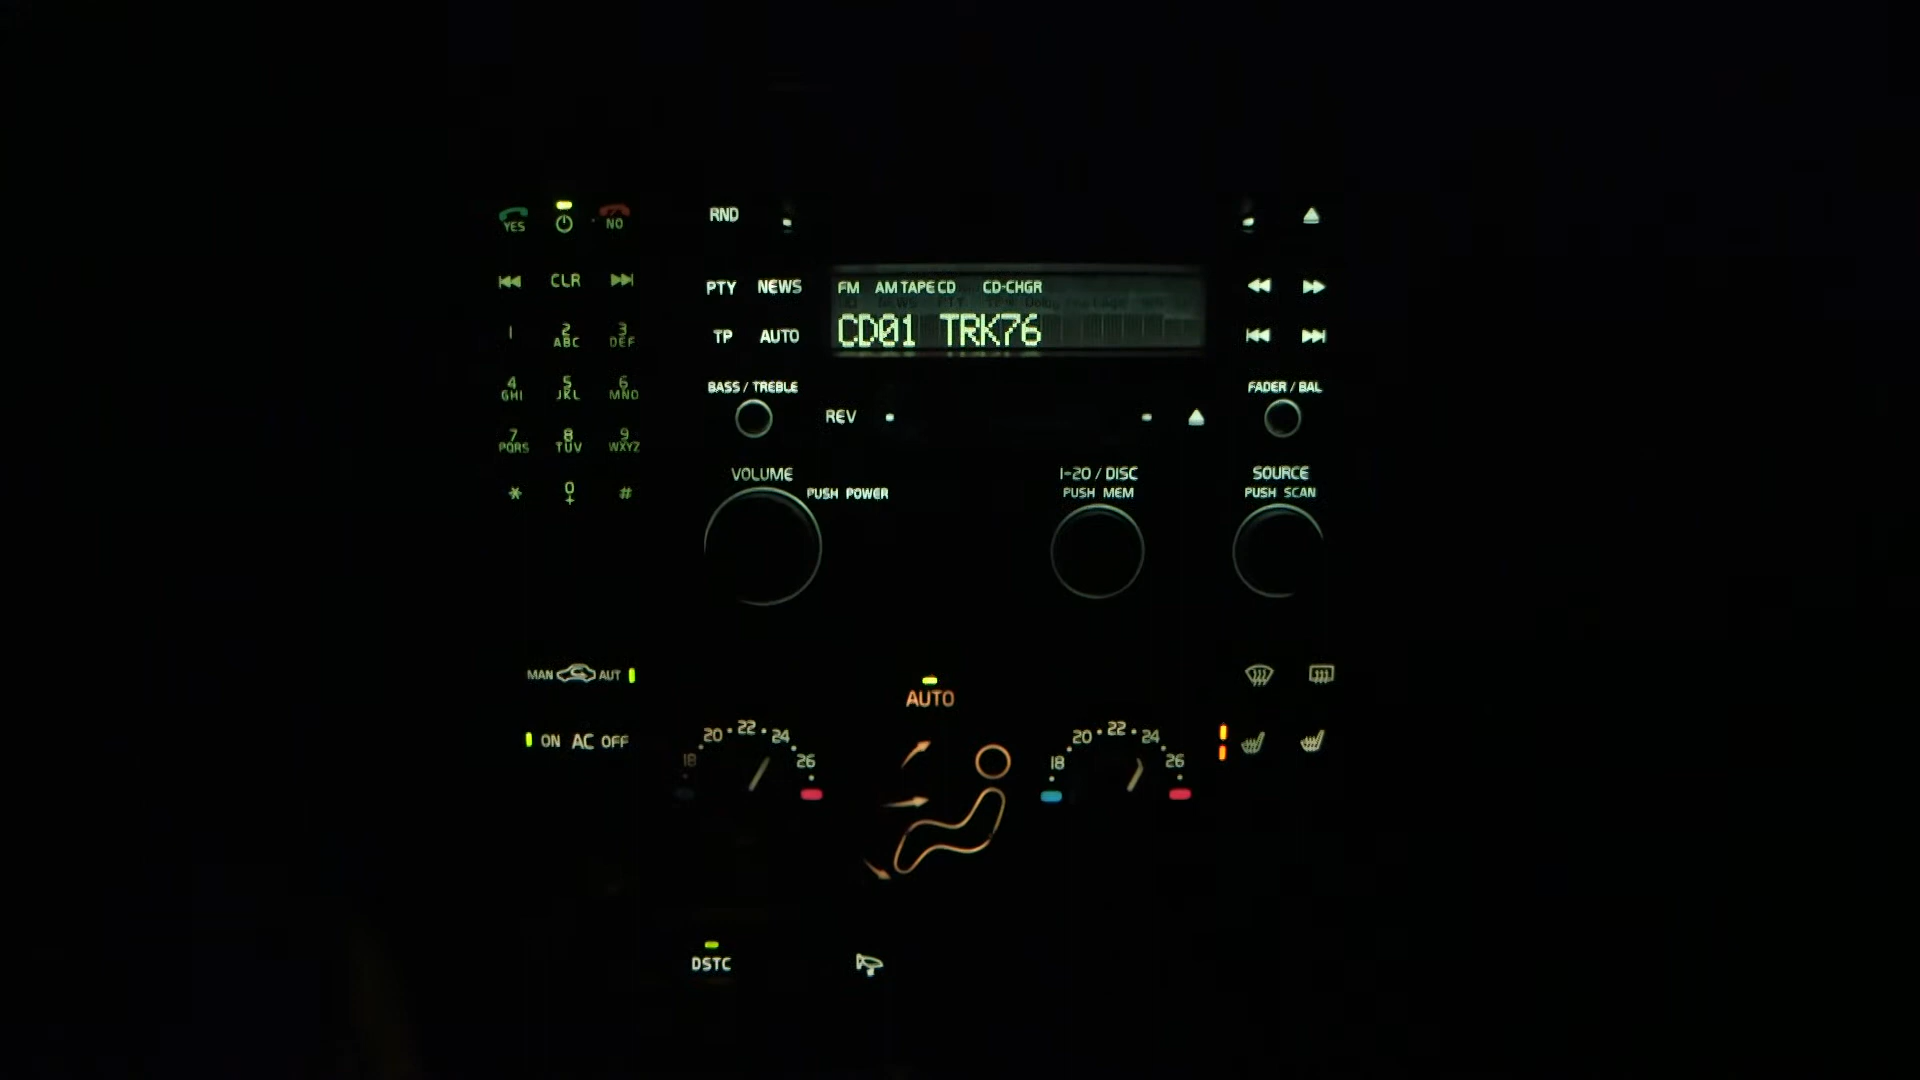 YES NO RND
CLR PTY NEWS FM AM TAPE CD CD-CHGR
1 2 ABC 3 DEF TP AUTO CD01 TRK76
4 GHI 5 JKL 6 MNO BASS / TREBLE FADER / BAL
REV
7 PQRS 8 TUV 9 WXYZ
VOLUME 1-20 / DISC SOURCE
* 0 + # PUSH POWER PUSH MEM PUSH SCAN
MAN AUT
AUTO
ON AC OFF
18 20 22 24 26
18 20 22 24 26
DSTC